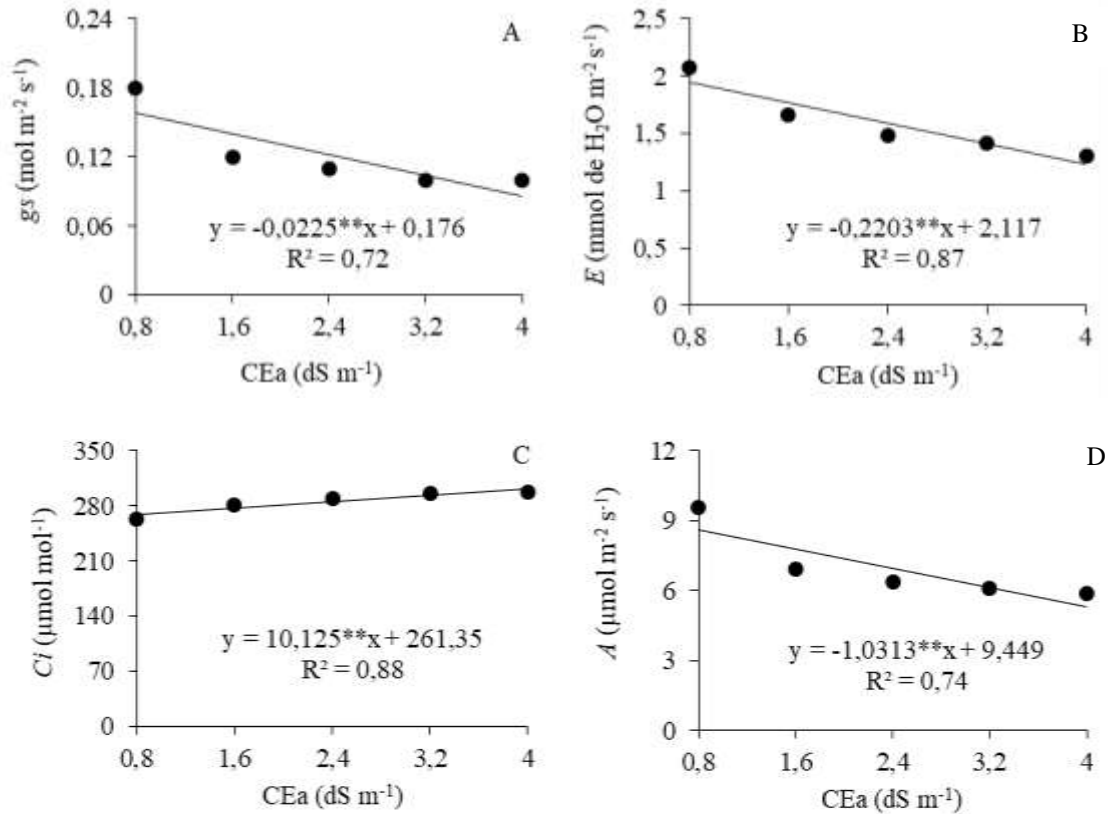 A
gs (mol m⁻² s⁻¹)
0,24
0,18
0,12
0,06
0
y = -0,0225**x + 0,176
R² = 0,72
0,8 1,6 2,4 3,2 4
CEa (dS m⁻¹)
B
E (mmol de H₂O m⁻² s⁻¹)
2,5
2
1,5
1
0,5
0
y = -0,2203**x + 2,117
R² = 0,87
0,8 1,6 2,4 3,2 4
CEa (dS m⁻¹)
C
Ci (µmol mol⁻¹)
350
280
210
140
70
0
y = 10,125**x + 261,35
R² = 0,88
0,8 1,6 2,4 3,2 4
CEa (dS m⁻¹)
D
A (µmol m⁻² s⁻¹)
12
9
6
3
0
y = -1,0313**x + 9,449
R² = 0,74
0,8 1,6 2,4 3,2 4
CEa (dS m⁻¹)